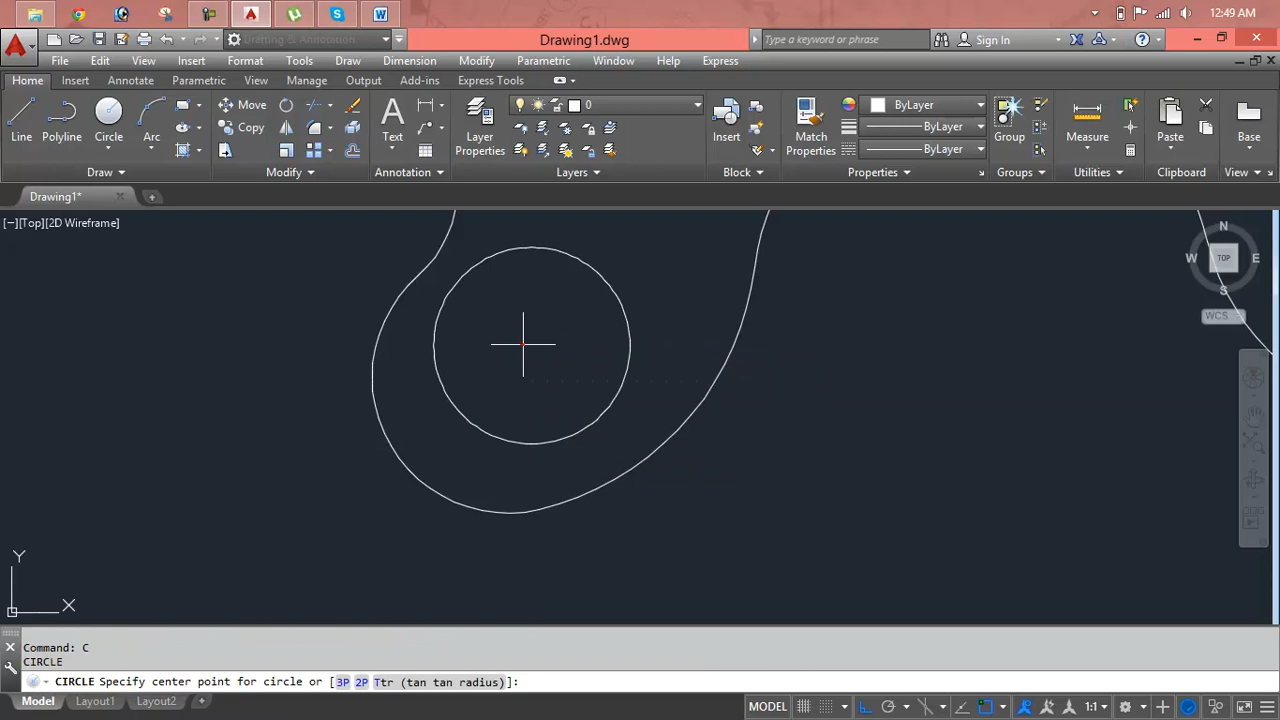 12:49 AM
Drafting & Annotation
Drawing1.dwg
Type a keyword or phrase
Sign In
File Edit View Insert Format Tools Draw Dimension Modify Parametric Window Help Express
Home Insert Annotate Parametric View Manage Output Add-ins Express Tools
Line Polyline Circle Arc
Move
Copy
Text
Layer Properties
0
Insert
Match Properties
ByLayer
ByLayer
ByLayer
Group Measure Paste Base
Draw Modify Annotation Layers Block Properties Groups Utilities Clipboard View
Drawing1*
[−][Top][2D Wireframe]
N
W TOP E
S
WCS
Y
X
Command: C
CIRCLE
CIRCLE Specify center point for circle or [3P 2P Ttr (tan tan radius)]:
Model Layout1 Layout2
MODEL 1:1